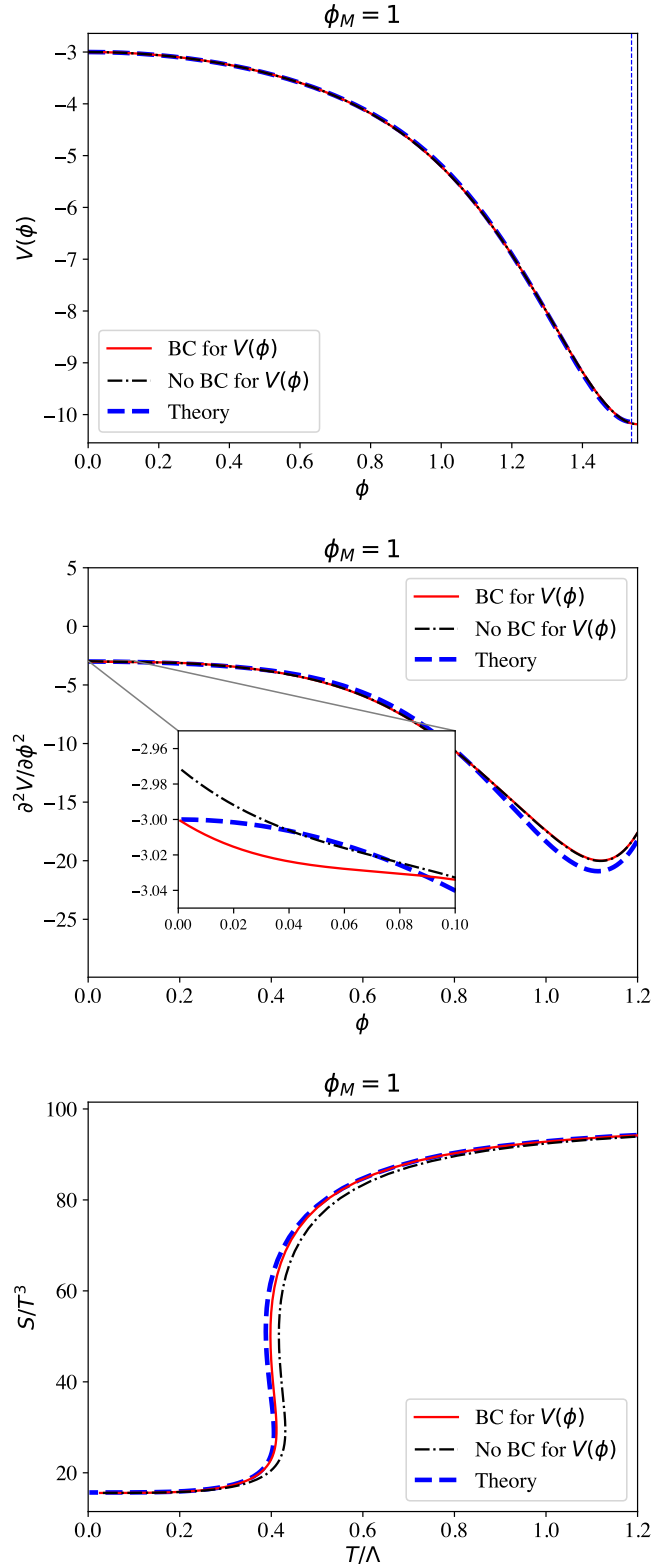 ϕ_M = 1
−3
−4
−5
−6
−7
−8
−9
−10
V(ϕ)
BC for V(ϕ)
No BC for V(ϕ)
Theory
0.0 0.2 0.4 0.6 0.8 1.0 1.2 1.4
ϕ
ϕ_M = 1
5
0
−5
−10
−15
−20
−25
∂²V/∂ϕ²
BC for V(ϕ)
No BC for V(ϕ)
Theory
−2.96
−2.98
−3.00
−3.02
−3.04
0.00 0.02 0.04 0.06 0.08 0.10
0.0 0.2 0.4 0.6 0.8 1.0 1.2
ϕ
ϕ_M = 1
100
80
60
40
20
S/T³
BC for V(ϕ)
No BC for V(ϕ)
Theory
0.0 0.2 0.4 0.6 0.8 1.0 1.2
T/Λ